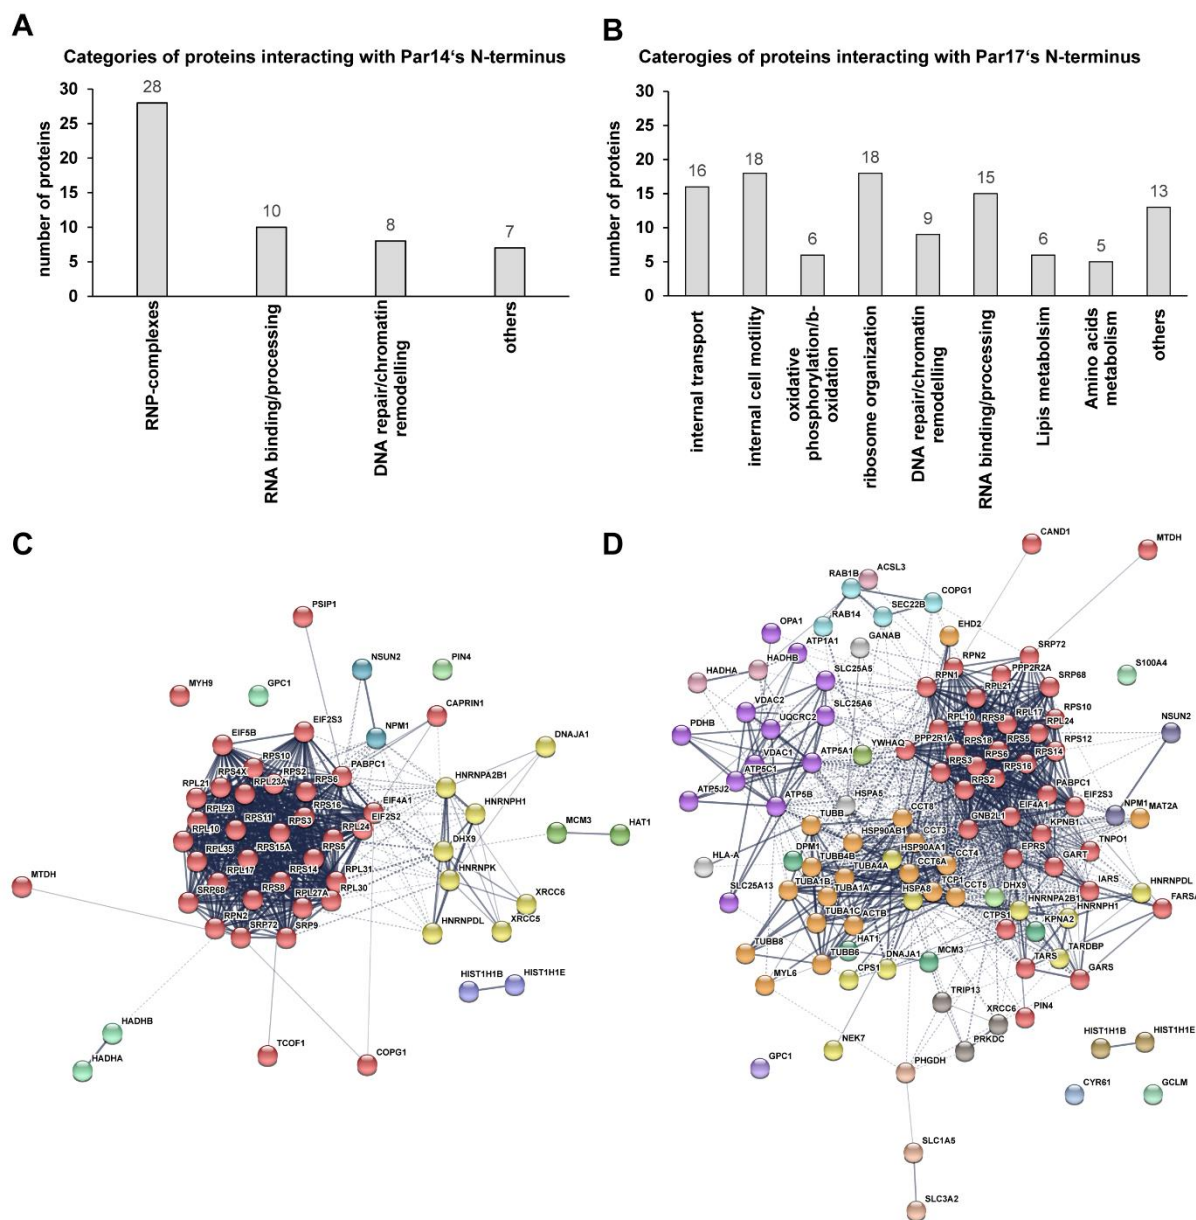 A
Categories of proteins interacting with Par14‘s N-terminus
number of proteins
30
25
20
15
10
5
0
28
10
8
7
RNP-complexes
RNA binding/processing
DNA repair/chromatin
remodelling
others
B
Caterogies of proteins interacting with Par17‘s N-terminus
number of proteins
30
25
20
15
10
5
0
16
18
6
18
9
15
6
5
13
internal transport
internal cell motility
oxidative
phosphorylation/b-
oxidation
ribosome organization
DNA repair/chromatin
remodelling
RNA binding/processing
Lipis metabolsim
Amino acids
metabolism
others
C
PSIP1
NSUN2
PIN4
MYH9
GPC1
CAPRIN1
NPM1
EIF2S3
EIF5B
DNAJA1
RPS10
PABPC1
RPS4X
RPS2
RPS6
HNRNPA2B1
RPL21
RPL23A
EIF4A1
RPL23
RPS16
HNRNPH1
RPS11
RPS3
EIF2S2
RPL10
RPL24
MCM3
HAT1
RPS15A
RPS5
DHX9
RPL35
RPL31
RPL17
RPS14
HNRNPK
RPS8
RPL27A
RPL30
MTDH
SRP68
XRCC6
RPN2
SRP72
SRP9
HNRNPDL
XRCC5
HIST1H1B
HIST1H1E
HADHB
HADHA
TCOF1
COPG1
D
CAND1
MTDH
ACSL3
RAB1B
COPG1
SEC22B
RAB14
OPA1
EHD2
GANAB
ATP1A1
SRP72
RPN2
HADHB
HADHA
S100A4
SLC25A5
RPN1
PPP2R2A
SRP68
RPL21
VDAC2
SLC25A6
RPL10
RPL17
RPS10
RPS8
RPL24
UQCRC2
NSUN2
PDHB
YWHAQ
PPP2R1A
RPS18
RPS5
RPS12
VDAC1
ATP5A1
RPS6
RPS14
RPS3
RPS16
ATP5C1
RPS2
PABPC1
ATP5J2
ATP5B
HSPA5
EIF4A1
EIF2S3
NPM1
MAT2A
TUBB
CCT8
GNB2L1
KPNB1
HSP90AB1
CCT3
TNPO1
HLA-A
DPM1
TUBB4B
HSP90AA1
CCT4
EPRS
GART
TUBA4A
CCT6A
SLC25A13
TUBB1B
TUBA1A
HSPA8
TCP1
CCT5
DHX9
IARS
HNRNPDL
TUBA1C
ACTB
HNRNPA2B1
HNRNPH1
FARSA
CTPS1
KPNA2
TUBB8
HAT1
TARDBP
TUBB6
DNAJA1
MCM3
TARS
GARS
MYL6
CPS1
TRIP13
XRCC6
PIN4
NEK7
PRKDC
HIST1H1B
HIST1H1E
GPC1
PHGDH
CYR61
GCLM
SLC1A5
SLC3A2